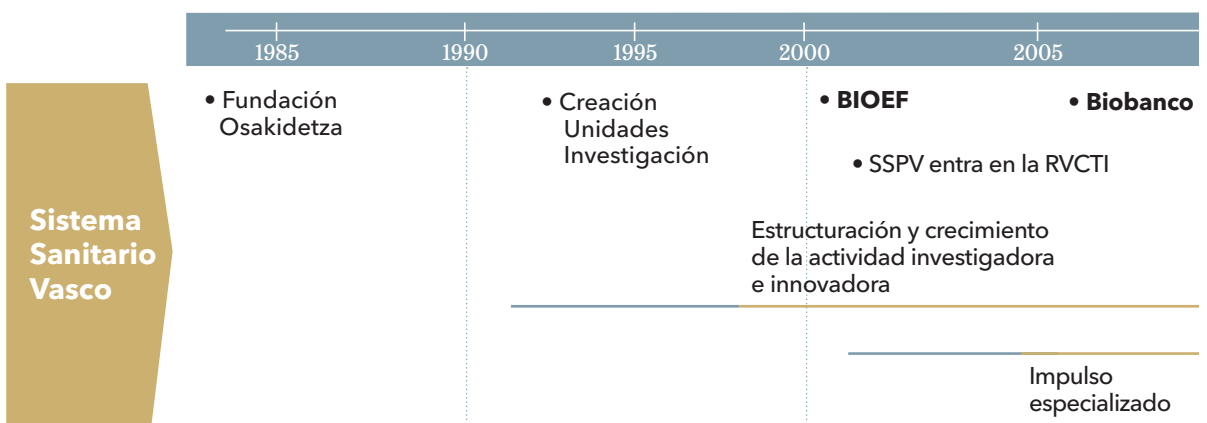 1985 1990 1995 2000 2005
Sistema
Sanitario
Vasco
• Fundación
Osakidetza
• Creación
Unidades
Investigación
• BIOEF
• Biobanco
• SSPV entra en la RVCTI
Estructuración y crecimiento
de la actividad investigadora
e innovadora
Impulso
especializado